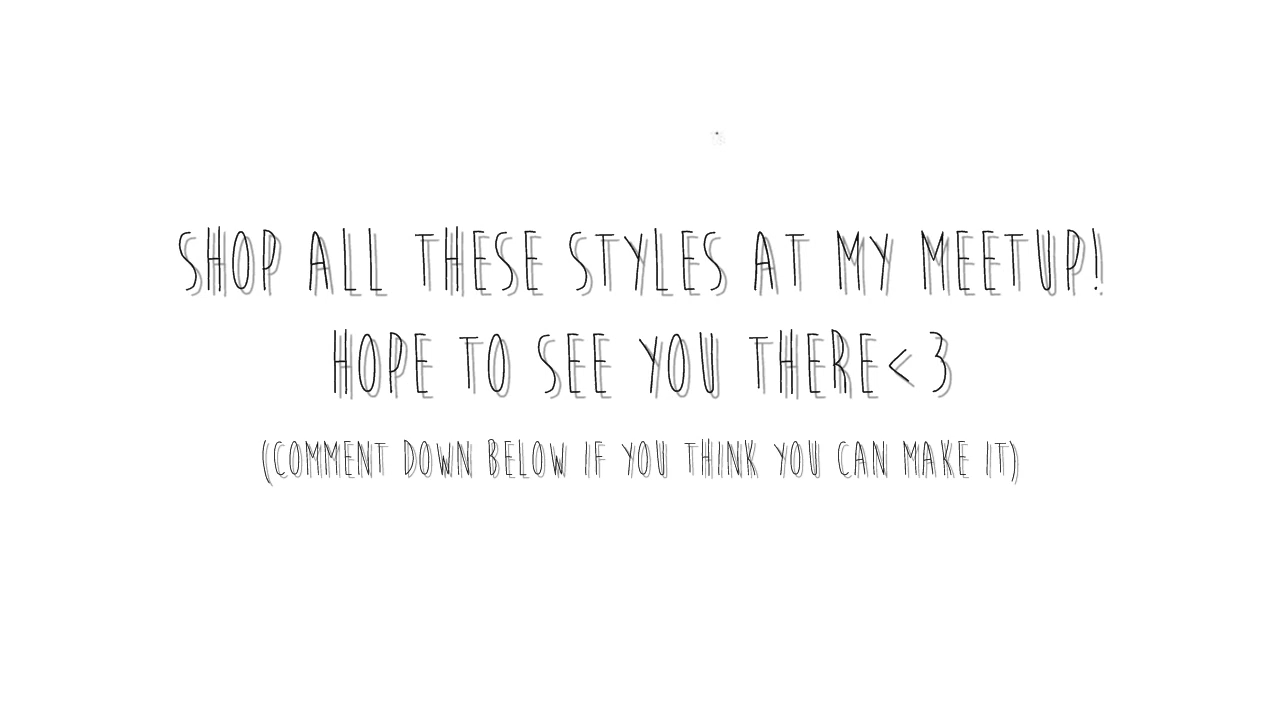 SHOP ALL THESE STYLES AT MY MEETUP!
HOPE TO SEE YOU THERE<3
(COMMENT DOWN BELOW IF YOU THINK YOU CAN MAKE IT)